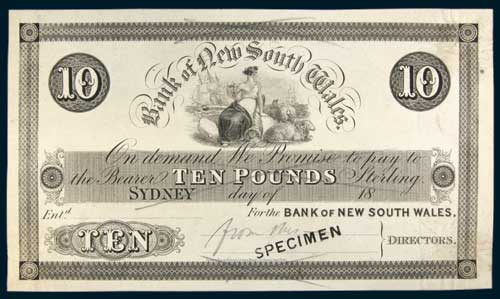 10 Bank of New South Wales. 10
On demand We Promise to pay to
the Bearer TEN POUNDS Sterling.
SYDNEY day of 18
Ent'd For the BANK OF NEW SOUTH WALES.
TEN SPECIMEN DIRECTORS.